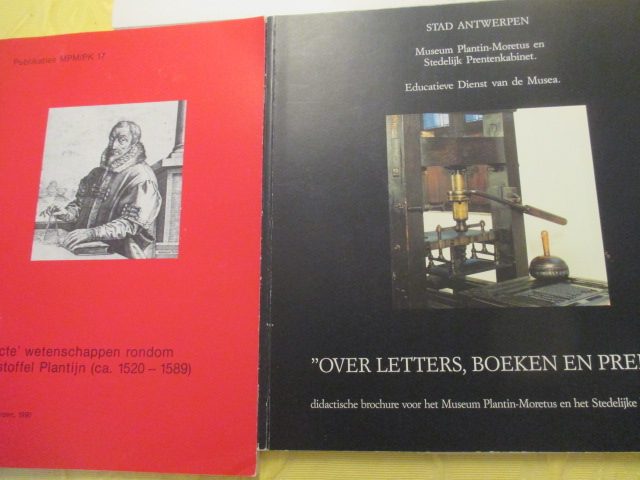 Publikaties MPM/PK 17
cte' wetenschappen rondom
stoffel Plantijn (ca. 1520 – 1589)
STAD ANTWERPEN
Museum Plantin-Moretus en
Stedelijk Prentenkabinet.
Educatieve Dienst van de Musea.
"OVER LETTERS, BOEKEN EN PRE
didactische brochure voor het Museum Plantin-Moretus en het Stedelijke